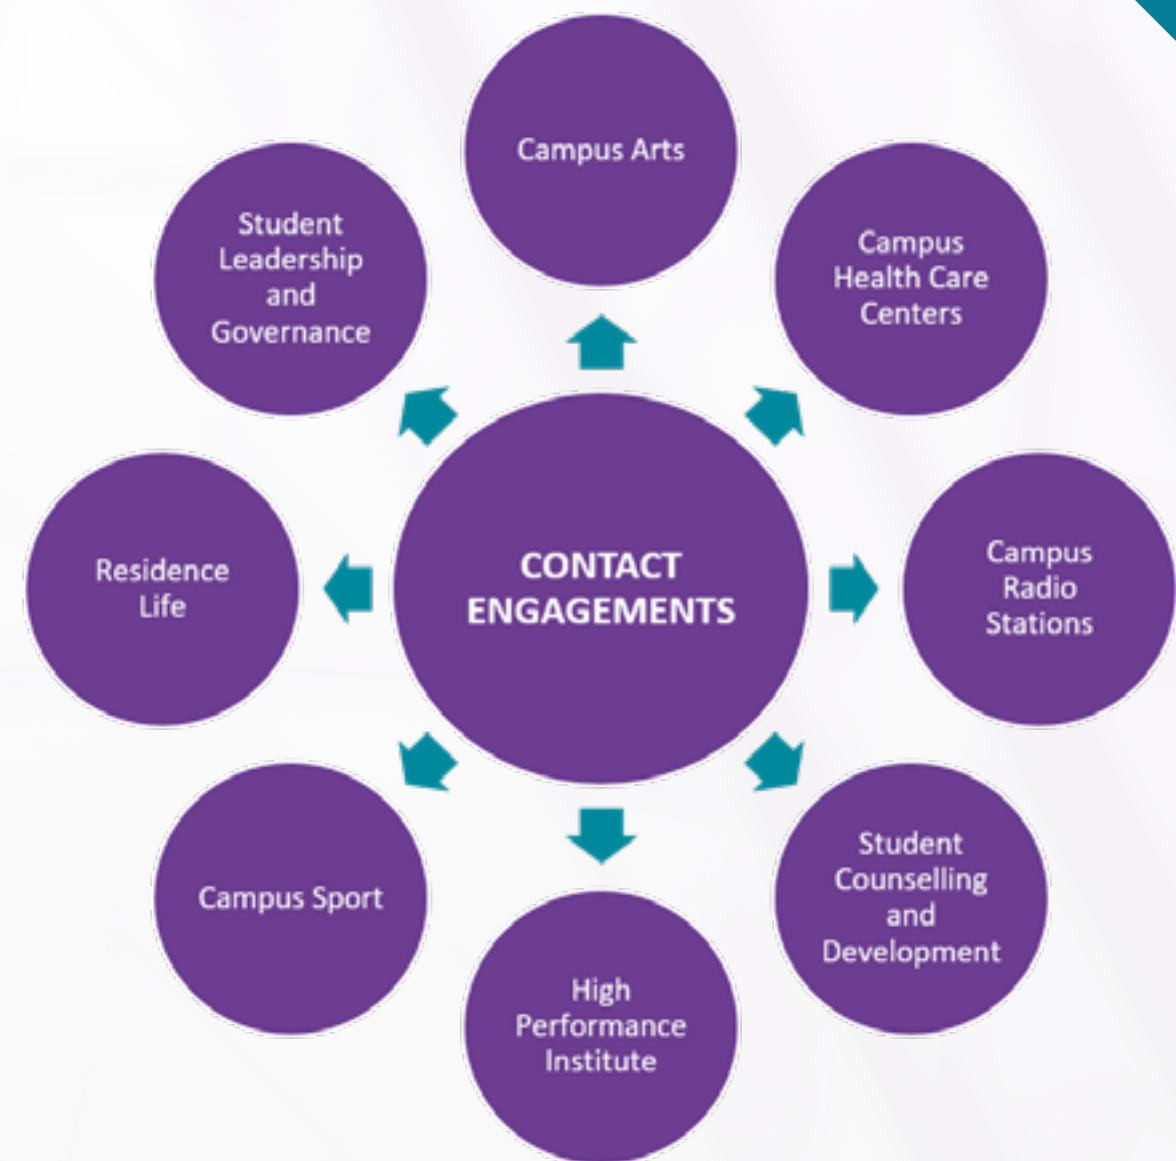 Campus Arts
Student
Leadership
and
Governance
Campus
Health Care
Centers
Residence
Life
CONTACT
ENGAGEMENTS
Campus
Radio
Stations
Campus Sport
Student
Counselling
and
Development
High
Performance
Institute